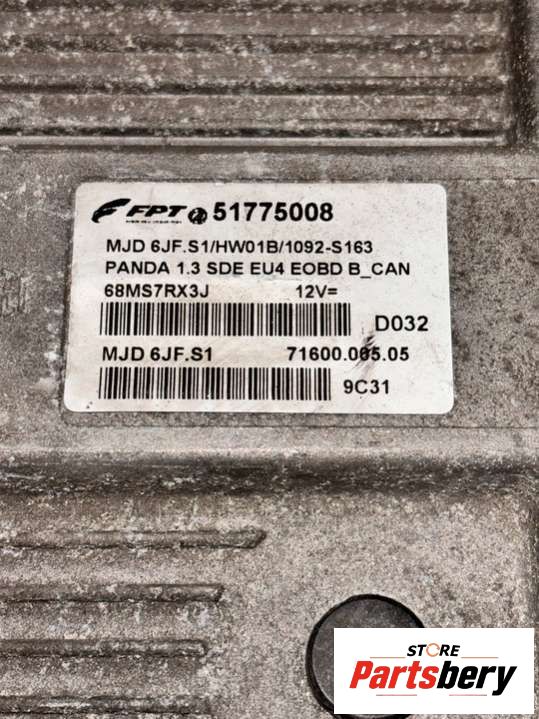 FPT 51775008
MJD 6JF.S1/HW01B/1092-S163
PANDA 1.3 SDE EU4 EOBD B_CAN
68MS7RX3J 12V=
D032
MJD 6JF.S1 71600.005.05
9C31
STORE
Partsbery